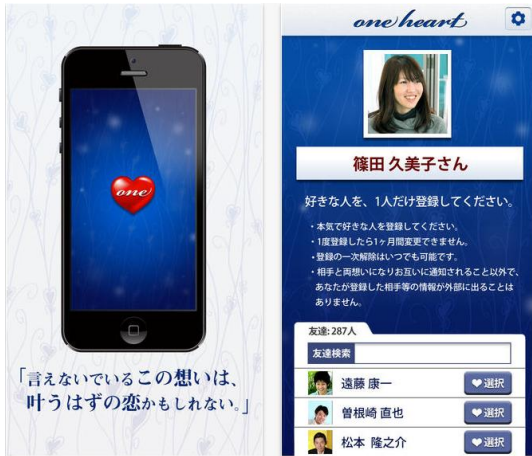 one
「言えないでいるこの想いは、
叶うはずの恋かもしれない。」
one heart
篠田 久美子さん
好きな人を、1人だけ登録してください。
・本気で好きな人を登録してください。
・1度登録したら1ヶ月間変更できません。
・登録の一次解除はいつでも可能です。
・相手と両想いになりお互いに通知されること以外で、
あなたが登録した相手等の情報が外部に出ることは
ありません。
友達:287人
友達検索
遠藤 康一 ♥選択
曽根崎 直也 ♥選択
松本 隆之介 ♥選択